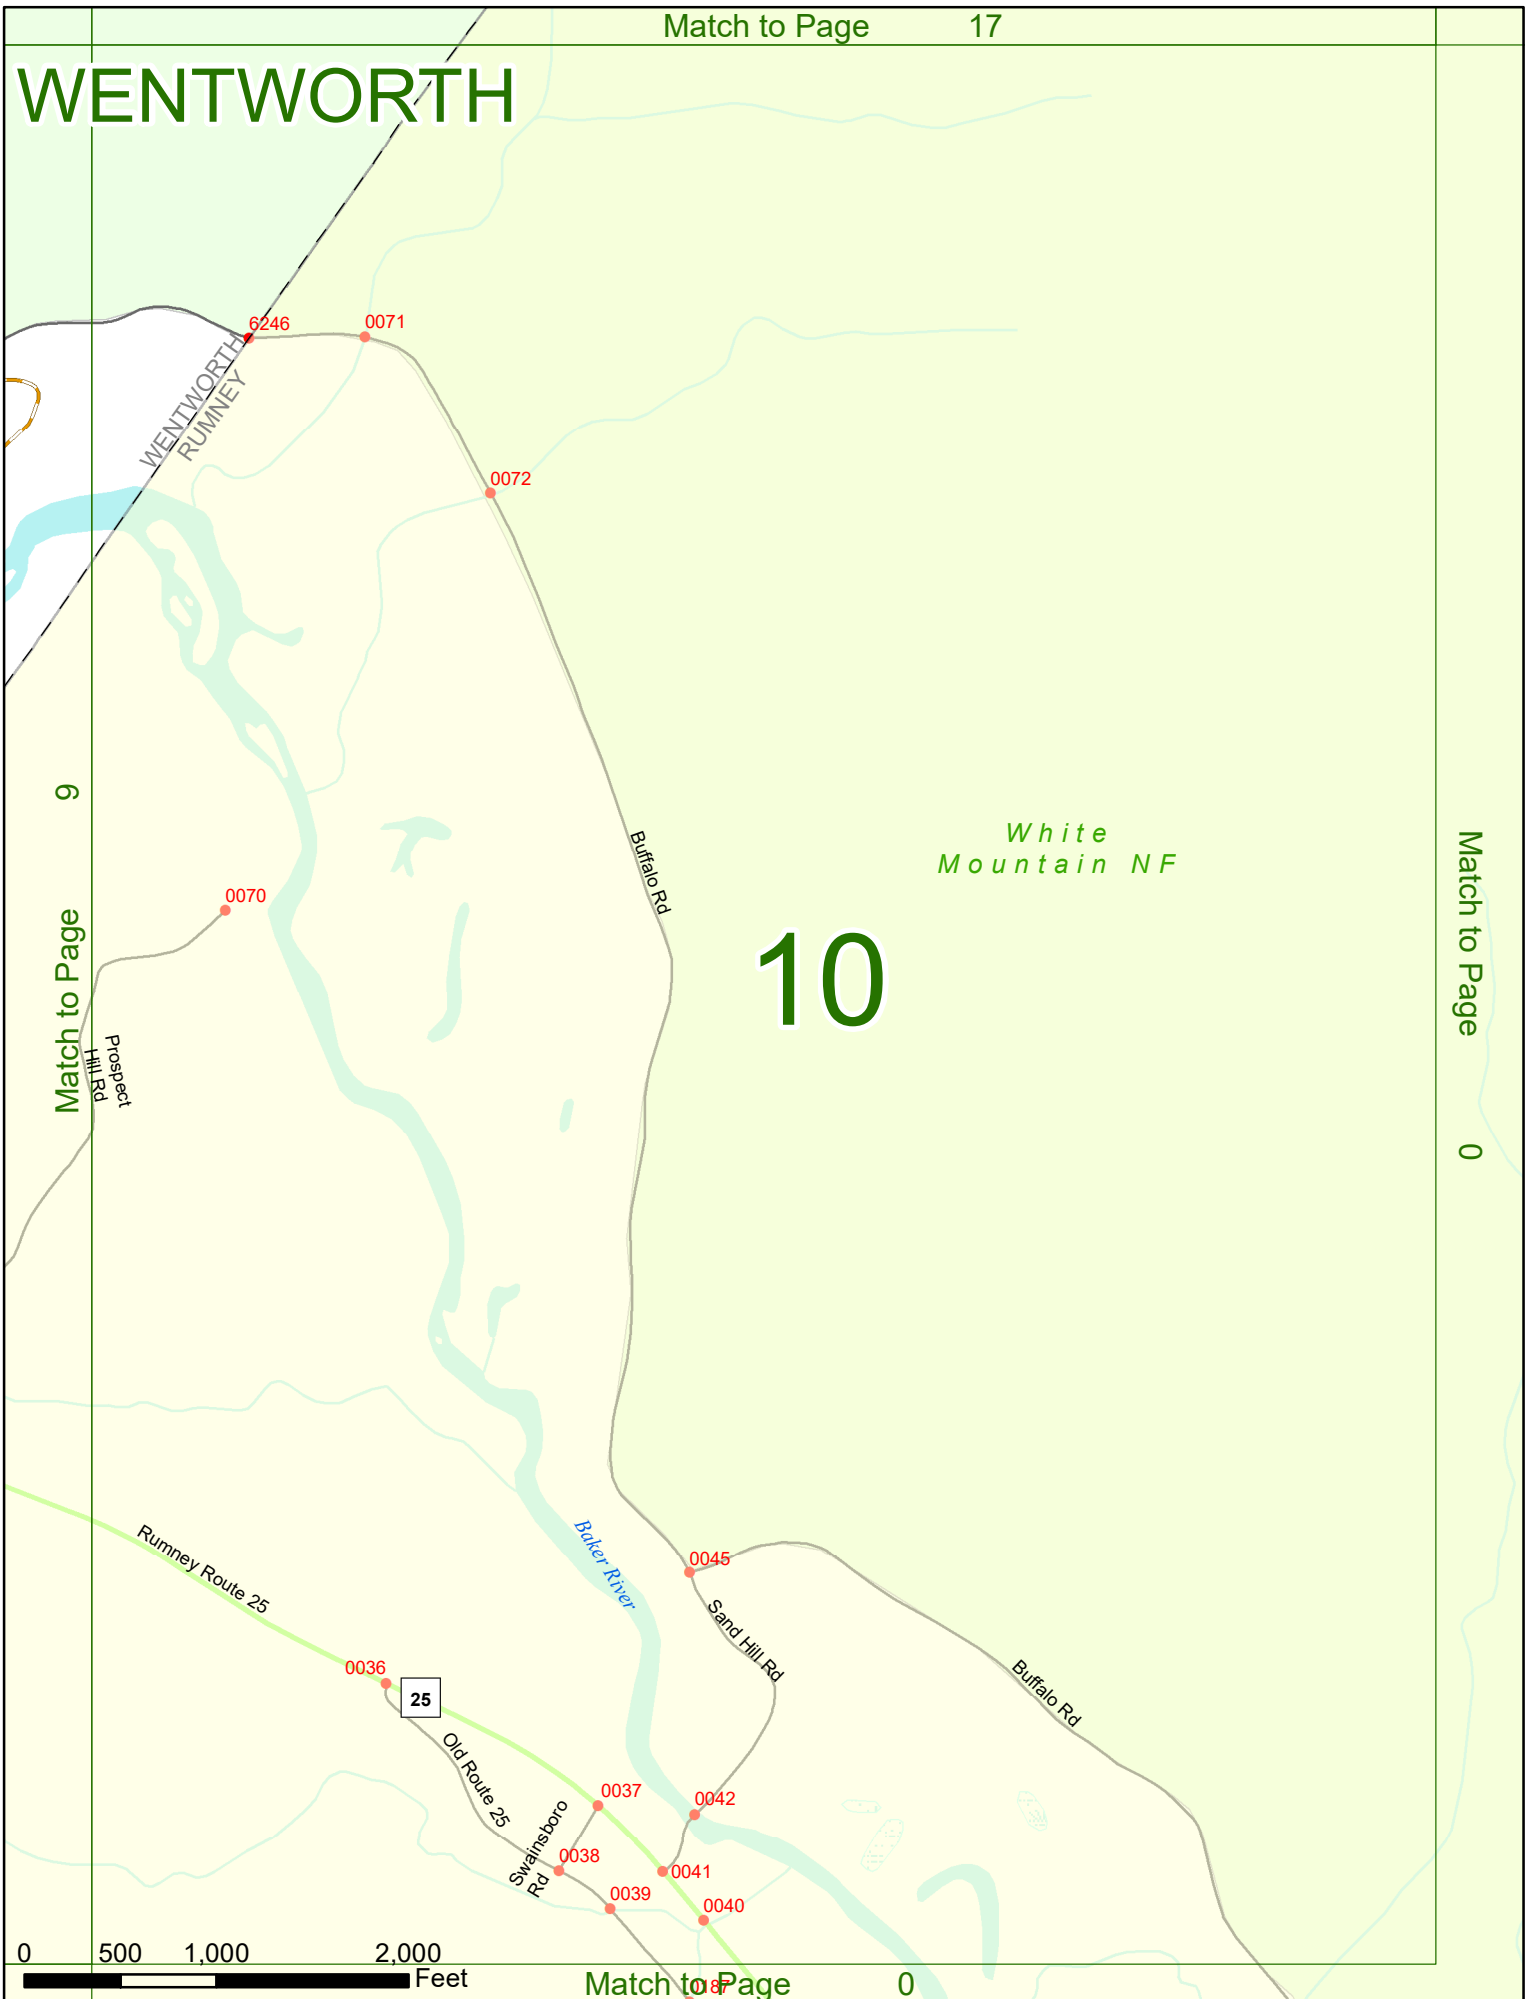 Match to Page 17
WENTWORTH
6246
0071
WENTWORTH
RUMNEY
0072
Match to Page 9
0070
Buffalo Rd
White
Mountain NF
10
Match to Page 0
Prospect
Hill Rd
Rumney Route 25
Baker River
0045
Sand Hill Rd
Buffalo Rd
0036
25
Old Route 25
0037
0042
Swainsboro
Rd
0038
0041
0039
0040
0 500 1,000 2,000
Feet
Match to Page 0
0187